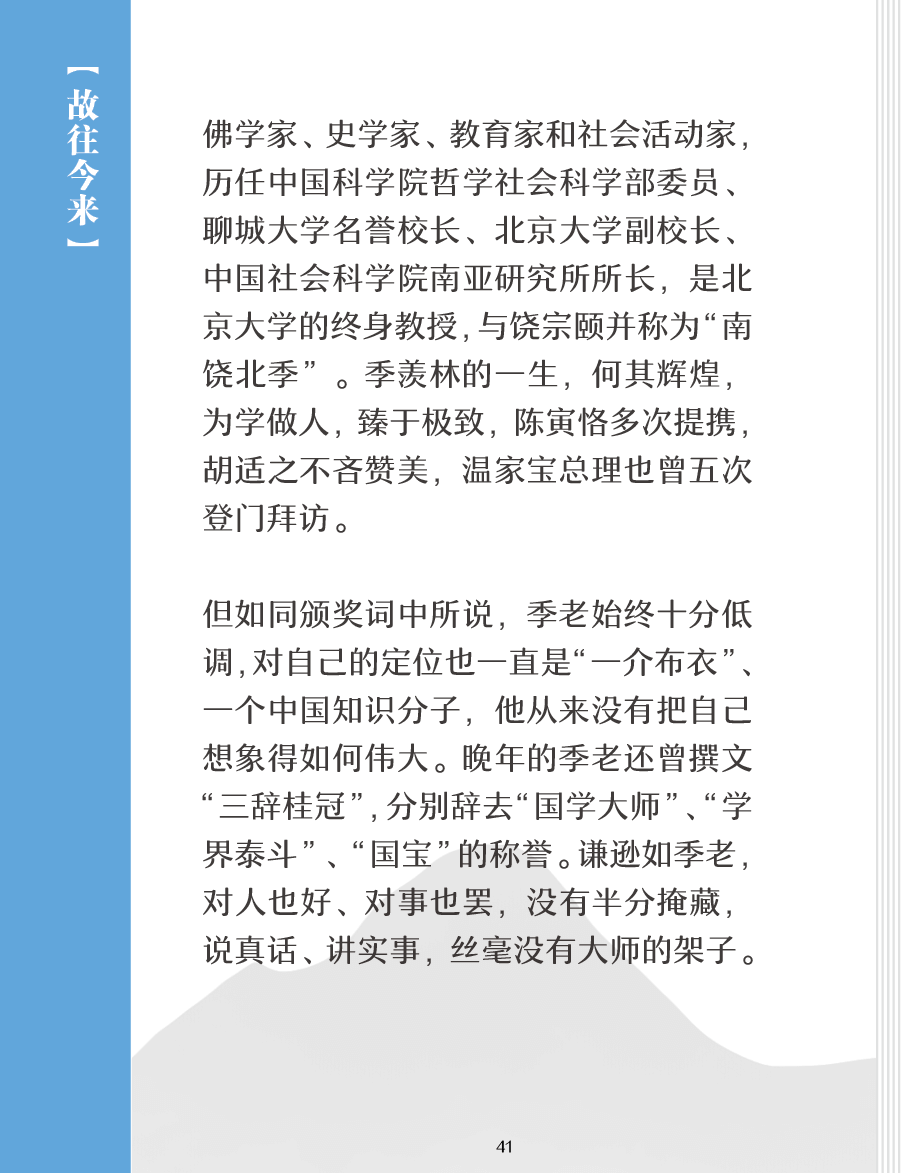 【故往今来】
佛学家、史学家、教育家和社会活动家,
历任中国科学院哲学社会科学部委员、
聊城大学名誉校长、北京大学副校长、
中国社会科学院南亚研究所所长，是北
京大学的终身教授,与饶宗颐并称为“南
饶北季”。季羡林的一生，何其辉煌，
为学做人，臻于极致，陈寅恪多次提携,
胡适之不吝赞美，温家宝总理也曾五次
登门拜访。
但如同颁奖词中所说，季老始终十分低
调,对自己的定位也一直是“一介布衣”、
一个中国知识分子，他从来没有把自己
想象得如何伟大。晚年的季老还曾撰文
“三辞桂冠”,分别辞去“国学大师”、“学
界泰斗”、“国宝”的称誉。谦逊如季老,
对人也好、对事也罢，没有半分掩藏，
说真话、讲实事，丝毫没有大师的架子。
41